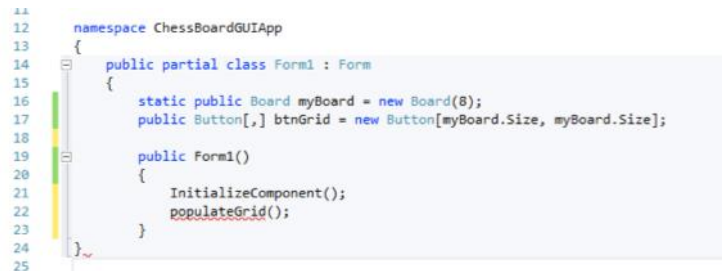 12 namespace ChessBoardGUIApp
13 {
14 public partial class Form1 : Form
15 {
16 static public Board myBoard = new Board(8);
17 public Button[,] btnGrid = new Button[myBoard.Size, myBoard.Size];
18
19 public Form1()
20 {
21 InitializeComponent();
22 populateGrid();
23 }
24 }
25